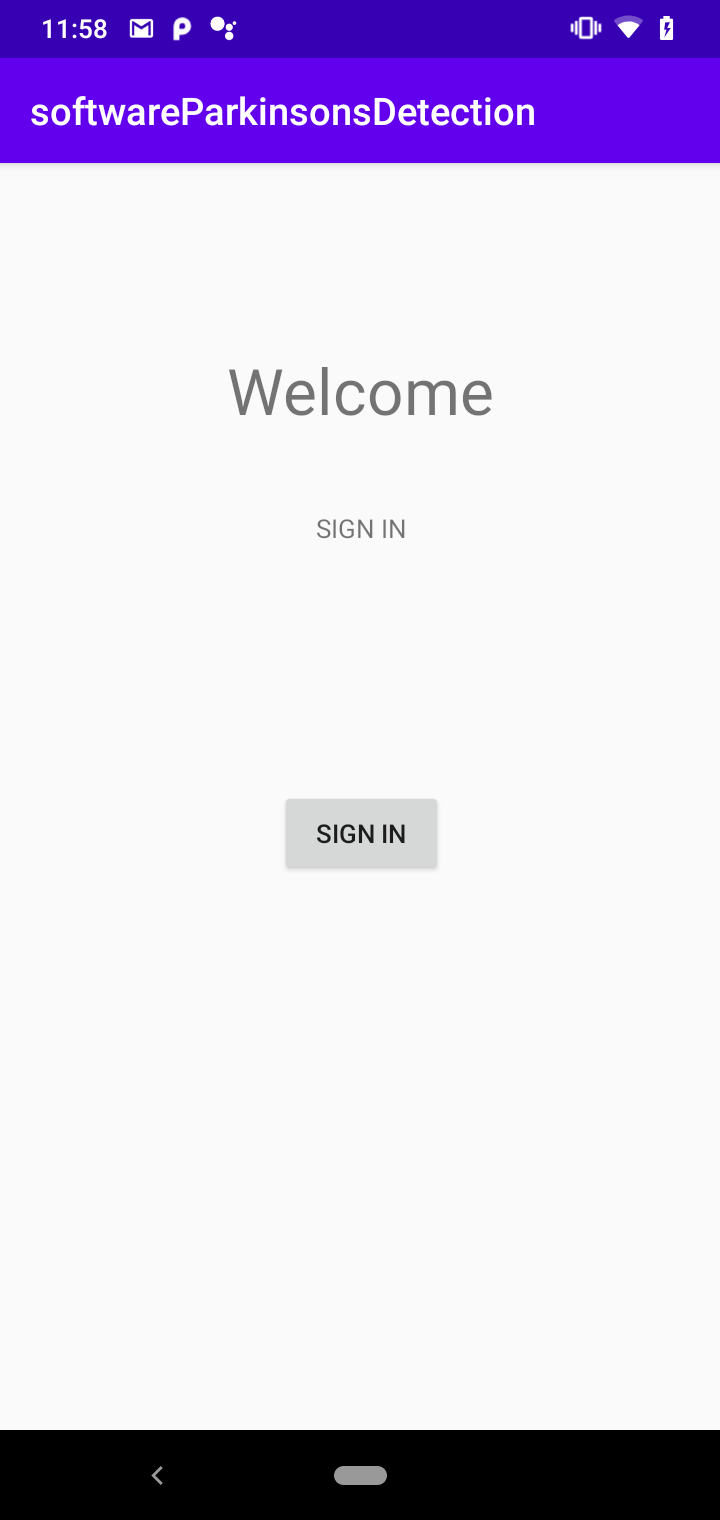 11:58
softwareParkinsonsDetection
Welcome
SIGN IN
SIGN IN